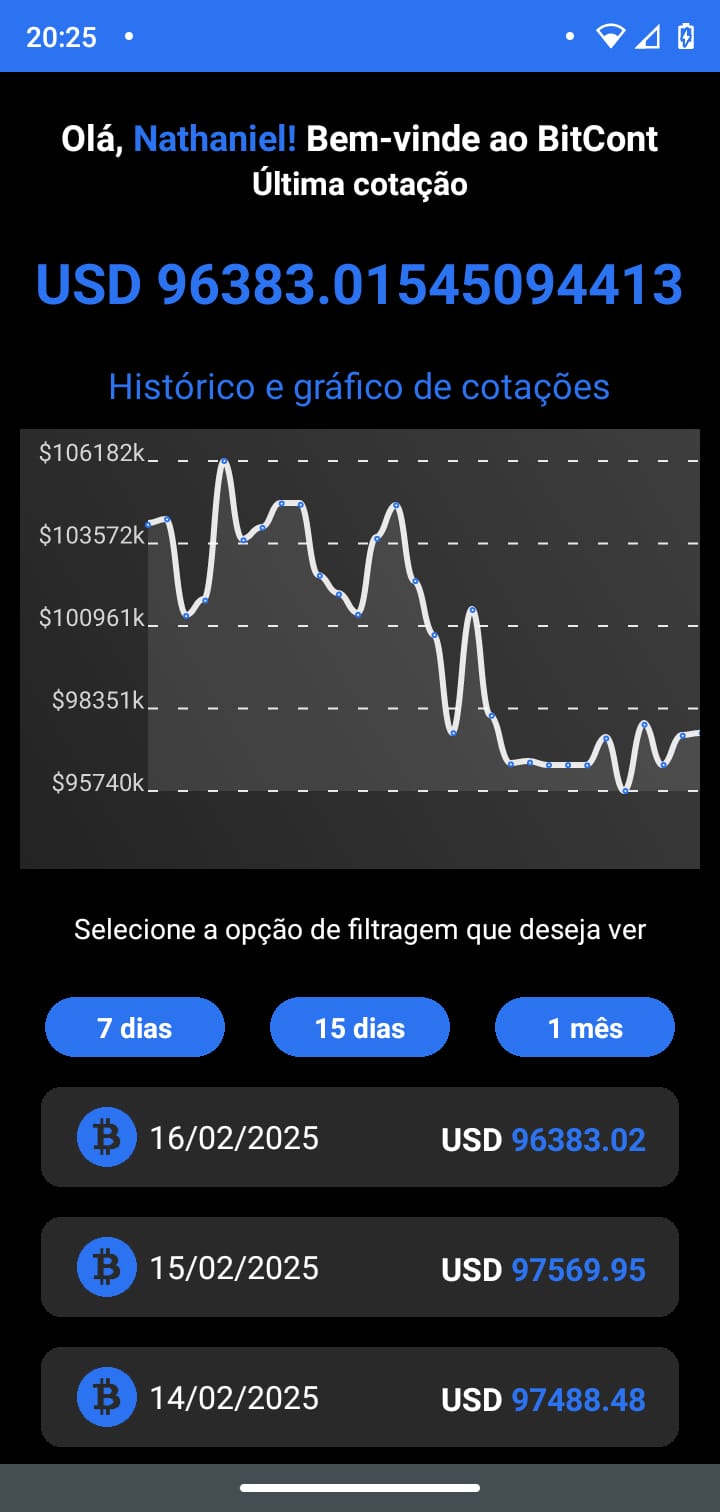 20:25
Olá, Nathaniel! Bem-vinde ao BitCont
Última cotação
USD 96383.01545094413
Histórico e gráfico de cotações
$106182k
$103572k
$100961k
$98351k
$95740k
Selecione a opção de filtragem que deseja ver
7 dias 15 dias 1 mês
16/02/2025 USD 96383.02
15/02/2025 USD 97569.95
14/02/2025 USD 97488.48